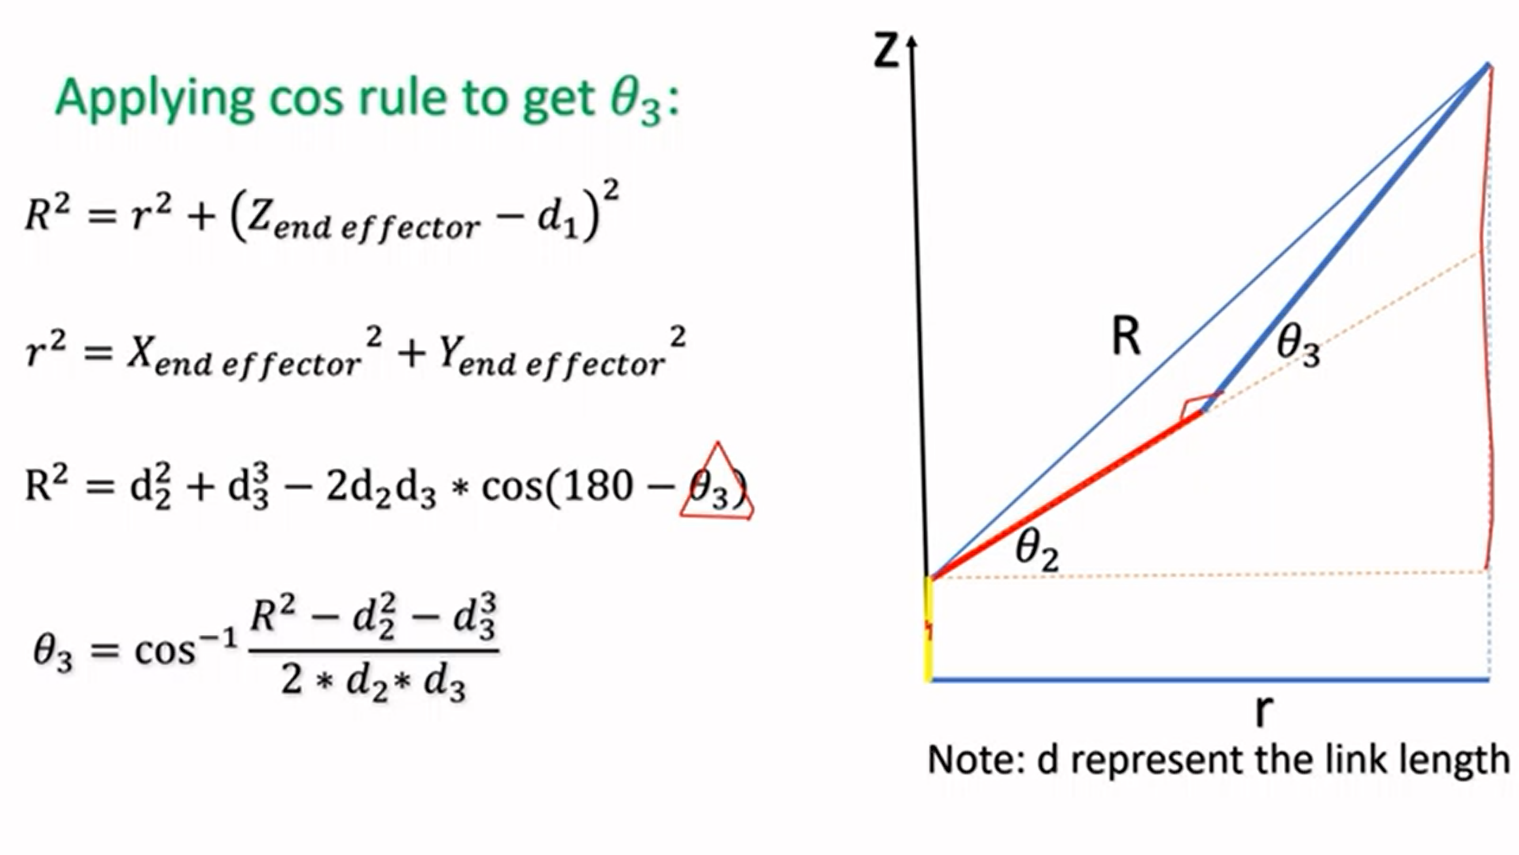 Applying cos rule to get θ₃:
R² = r² + (Z_end effector − d₁)²
r² = X_end effector² + Y_end effector²
R² = d₂² + d₃³ − 2d₂d₃ * cos(180 − θ₃)
θ₃ = cos⁻¹ (R² − d₂² − d₃³) / (2 * d₂ * d₃)
Z
R
θ₃
θ₂
r
Note: d represent the link length